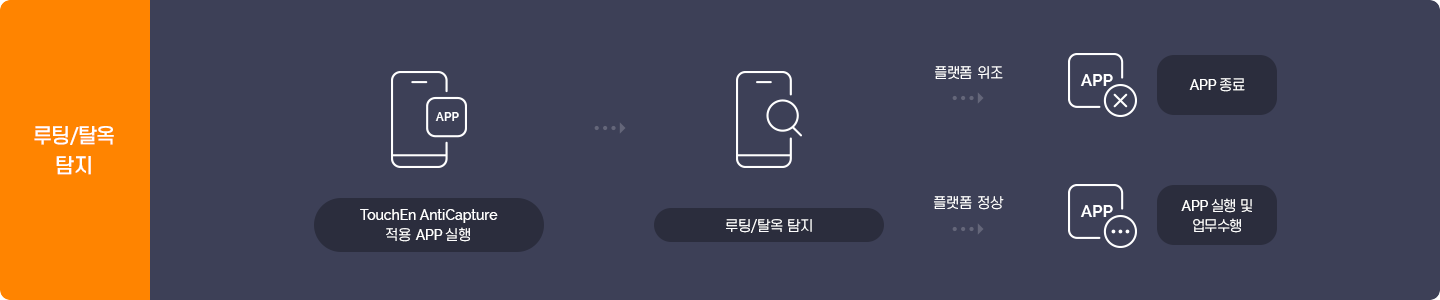 루팅/탈옥
탐지
APP
TouchEn AntiCapture
적용 APP 실행
루팅/탈옥 탐지
플랫폼 위조
APP
APP 종료
플랫폼 정상
APP
APP 실행 및
업무수행